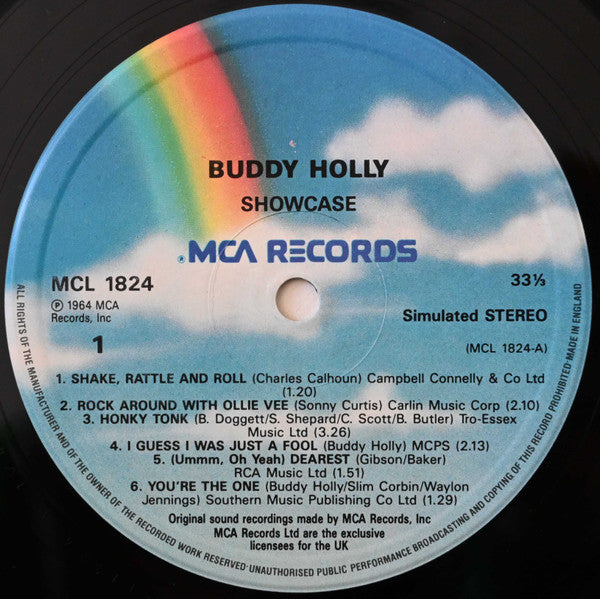 BUDDY HOLLY
SHOWCASE
MCA RECORDS
MCL 1824
33⅓
℗ 1964 MCA
Records, Inc
Simulated STEREO
1
(MCL 1824-A)
1. SHAKE, RATTLE AND ROLL (Charles Calhoun) Campbell Connelly & Co Ltd
(1.20)
2. ROCK AROUND WITH OLLIE VEE (Sonny Curtis) Carlin Music Corp (2.10)
3. HONKY TONK (B. Doggett/S. Shepard/C. Scott/B. Butler) Tro-Essex
Music Ltd (3.26)
4. I GUESS I WAS JUST A FOOL (Buddy Holly) MCPS (2.13)
5. (Ummm, Oh Yeah) DEAREST (Gibson/Baker)
RCA Music Ltd (1.51)
6. YOU'RE THE ONE (Buddy Holly/Slim Corbin/Waylon
Jennings) Southern Music Publishing Co Ltd (1.29)
Original sound recordings made by MCA Records, Inc
MCA Records Ltd are the exclusive
licensees for the UK
ALL RIGHTS OF THE MANUFACTURER AND OF THE OWNER OF THE RECORDED WORK RESERVED·UNAUTHORISED PUBLIC PERFORMANCE BROADCASTING AND COPYING OF THIS RECORD PROHIBITED·MADE IN ENGLAND